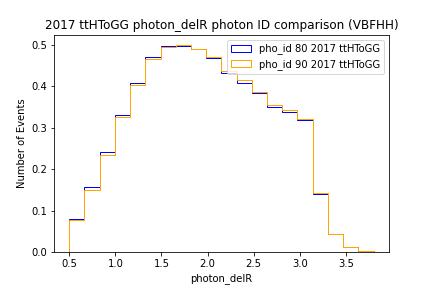 2017 ttHToGG photon_delR photon ID comparison (VBFHH)
pho_id 80 2017 ttHToGG
pho_id 90 2017 ttHToGG
Number of Events
0.5
0.4
0.3
0.2
0.1
0.0
0.5 1.0 1.5 2.0 2.5 3.0 3.5
photon_delR